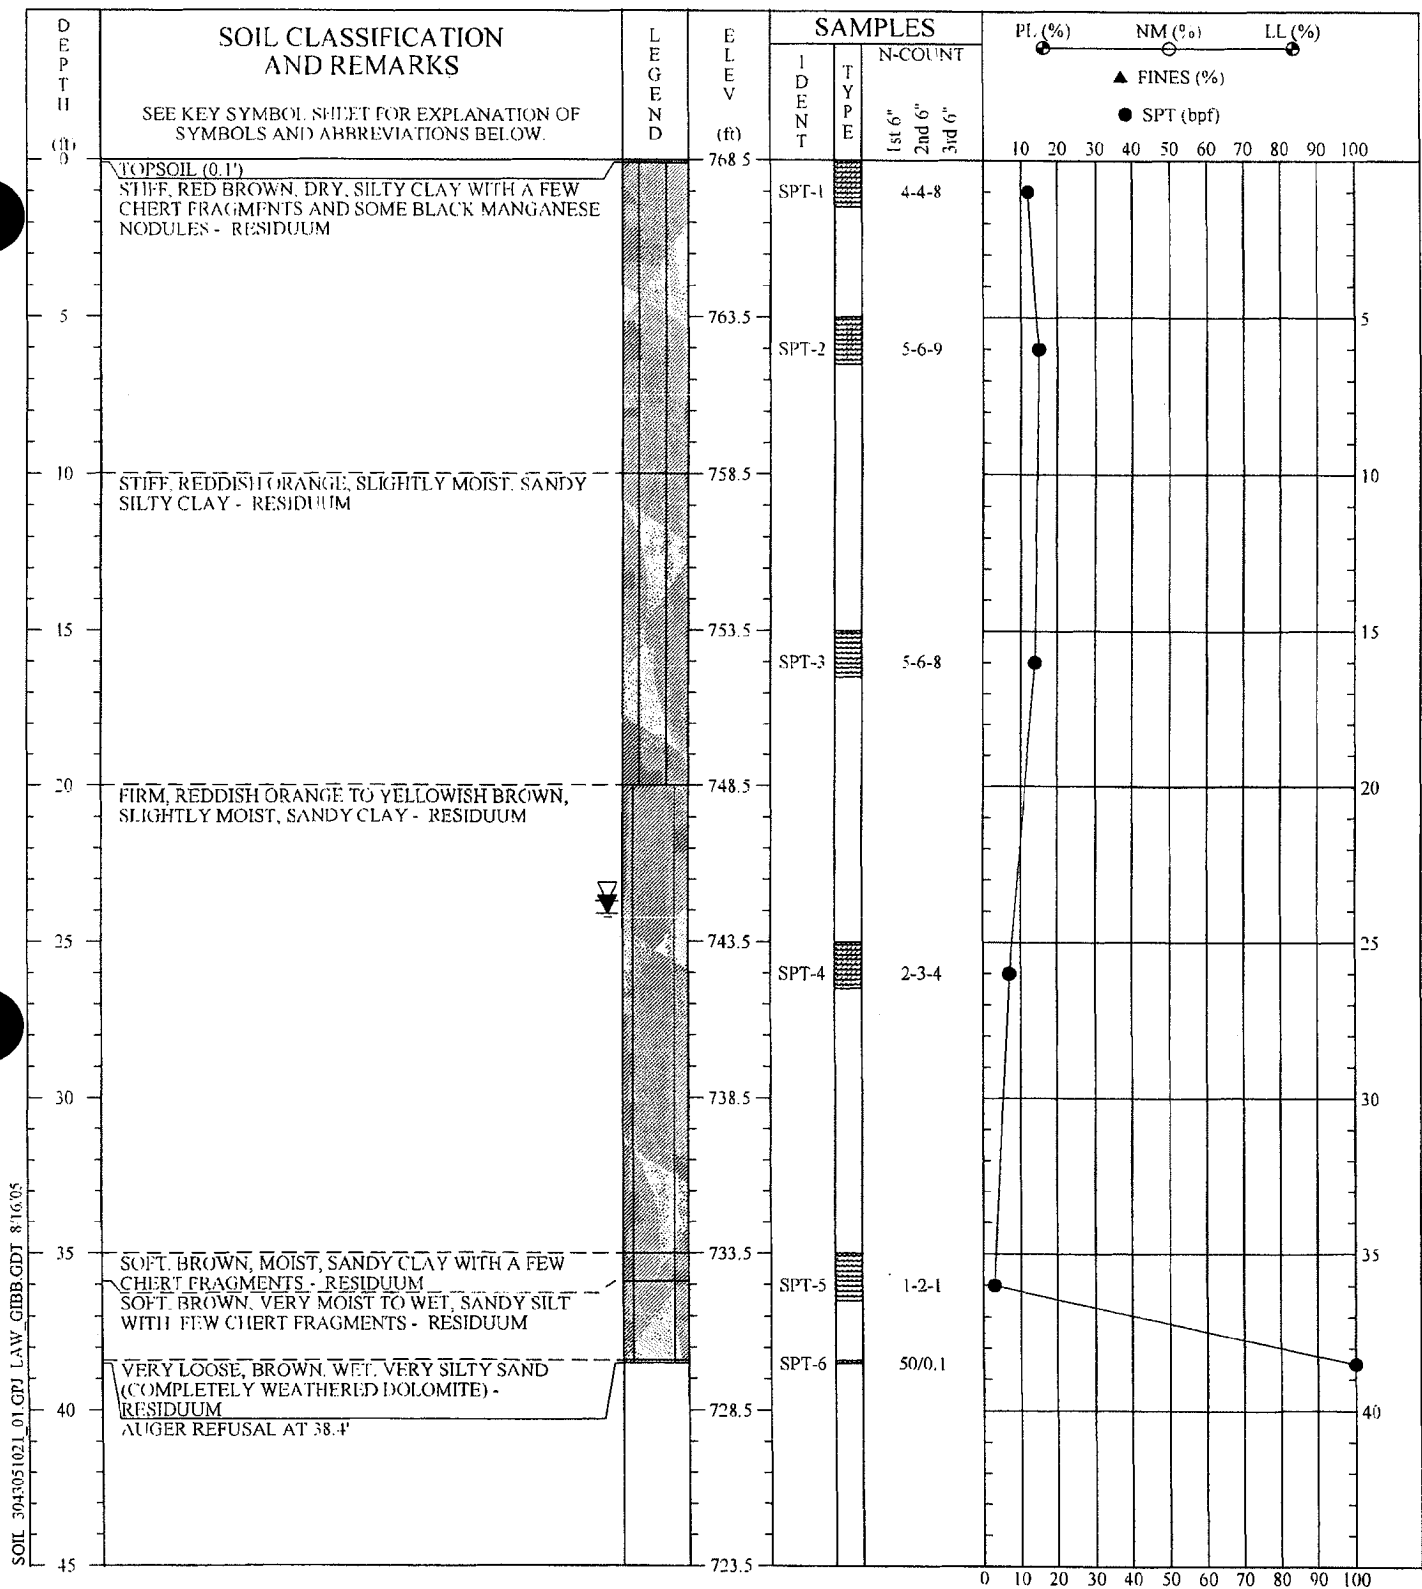 DEPTH
(ft)
SOIL CLASSIFICATION
AND REMARKS
SEE KEY SYMBOL SHEET FOR EXPLANATION OF
SYMBOLS AND ABBREVIATIONS BELOW.
LEGEND
ELEV
(ft)
SAMPLES
IDENT
TYPE
N-COUNT
1st 6"
2nd 6"
3rd 6"
PL (%) NM (%) LL (%)
▲ FINES (%)
● SPT (bpf)
10 20 30 40 50 60 70 80 90 100
0 768.5
TOPSOIL (0.1')
STIFF, RED BROWN, DRY, SILTY CLAY WITH A FEW
CHERT FRAGMENTS AND SOME BLACK MANGANESE
NODULES - RESIDUUM
SPT-1 4-4-8
5 763.5 5
SPT-2 5-6-9
10 758.5 10
STIFF, REDDISH ORANGE, SLIGHTLY MOIST, SANDY
SILTY CLAY - RESIDUUM
15 753.5 15
SPT-3 5-6-8
20 748.5 20
FIRM, REDDISH ORANGE TO YELLOWISH BROWN,
SLIGHTLY MOIST, SANDY CLAY - RESIDUUM
25 743.5 25
SPT-4 2-3-4
30 738.5 30
35 733.5 35
SOFT, BROWN, MOIST, SANDY CLAY WITH A FEW
CHERT FRAGMENTS - RESIDUUM
SPT-5 1-2-1
SOFT, BROWN, VERY MOIST TO WET, SANDY SILT
WITH FEW CHERT FRAGMENTS - RESIDUUM
SPT-6 50/0.1
VERY LOOSE, BROWN, WET, VERY SILTY SAND
(COMPLETELY WEATHERED DOLOMITE) -
RESIDUUM
40 728.5 40
AUGER REFUSAL AT 38.4'
45 723.5
0 10 20 30 40 50 60 70 80 90 100
SOIL 3043051021_01.GPJ LAW_GIBB.GDT 8/16/05